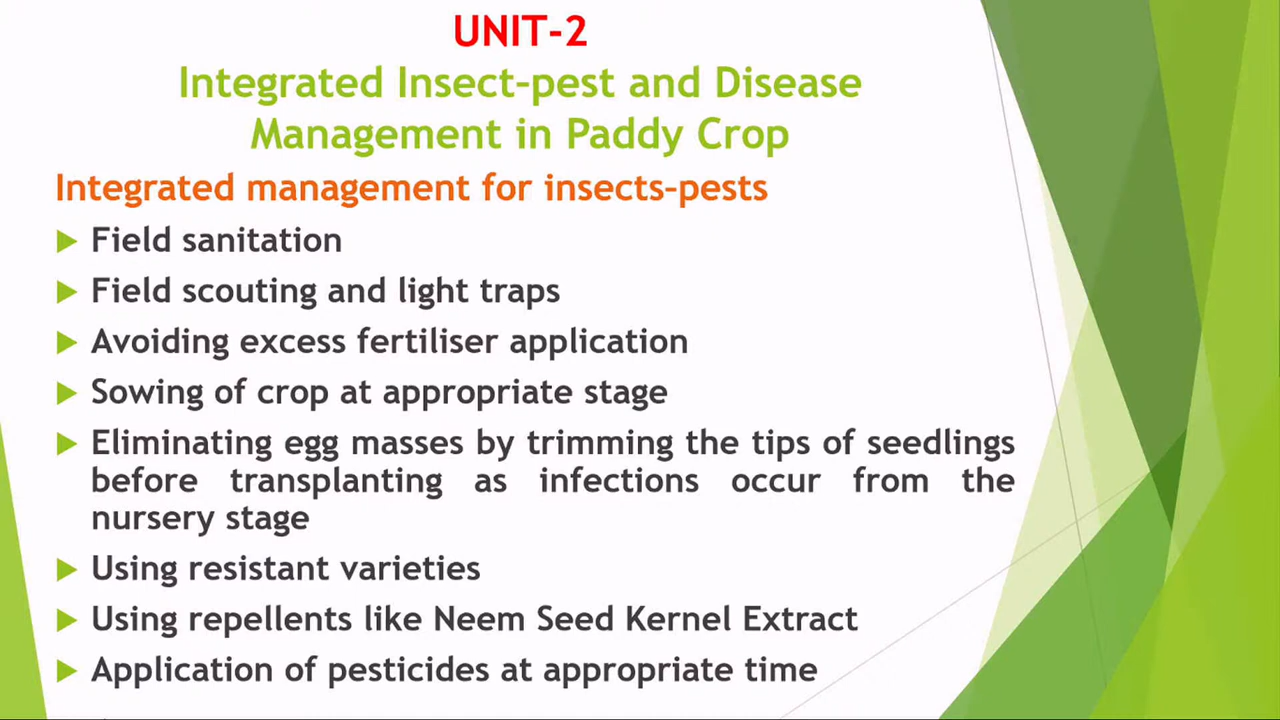 UNIT-2
Integrated Insect-pest and Disease
Management in Paddy Crop
Integrated management for insects-pests
Field sanitation
Field scouting and light traps
Avoiding excess fertiliser application
Sowing of crop at appropriate stage
Eliminating egg masses by trimming the tips of seedlings
before transplanting as infections occur from the
nursery stage
Using resistant varieties
Using repellents like Neem Seed Kernel Extract
Application of pesticides at appropriate time